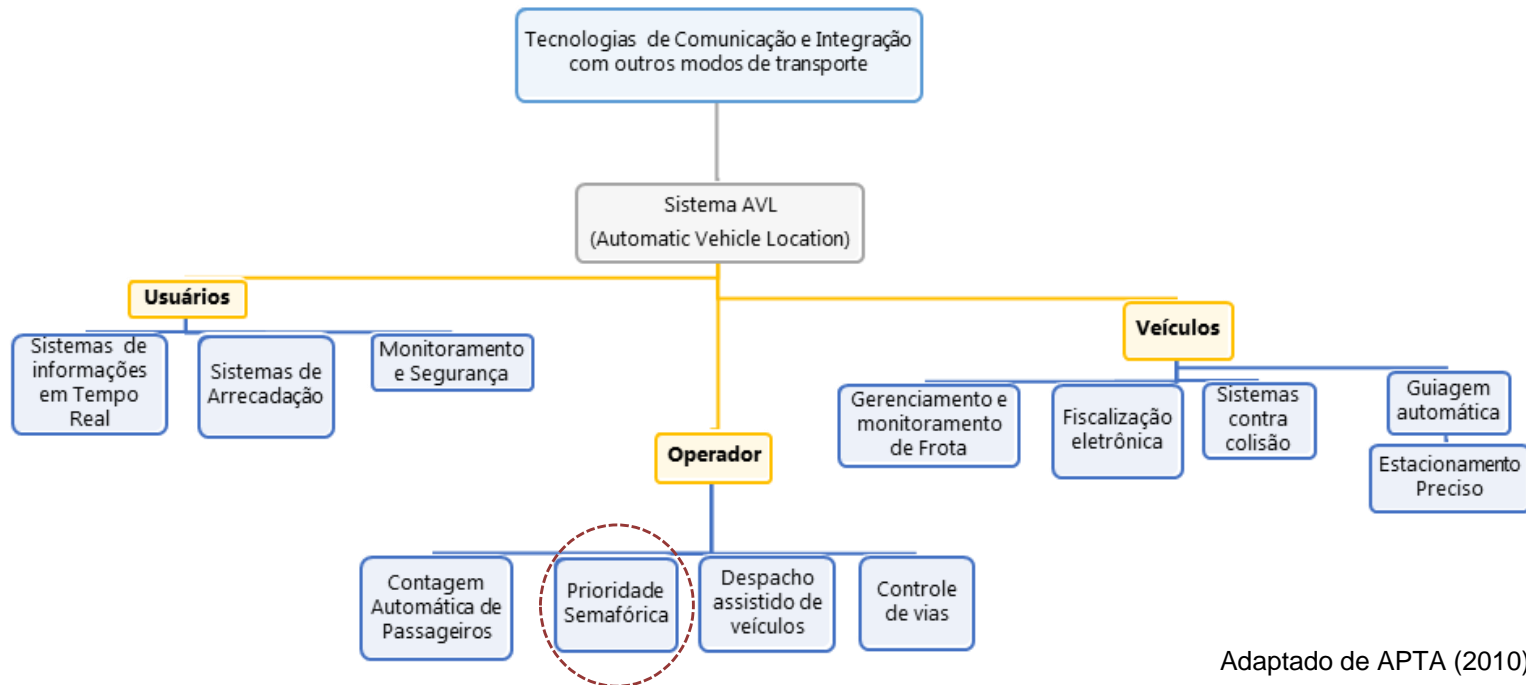 Tecnologias de Comunicação e Integração
com outros modos de transporte
Sistema AVL
(Automatic Vehicle Location)
Usuários
Sistemas de
informações
em Tempo
Real
Sistemas de
Arrecadação
Monitoramento
e Segurança
Operador
Contagem
Automática de
Passageiros
Prioridade
Semafórica
Despacho
assistido de
veículos
Controle
de vias
Veículos
Gerenciamento e
monitoramento
de Frota
Fiscalização
eletrônica
Sistemas
contra
colisão
Guiagem
automática
Estacionamento
Preciso
Adaptado de APTA (2010)